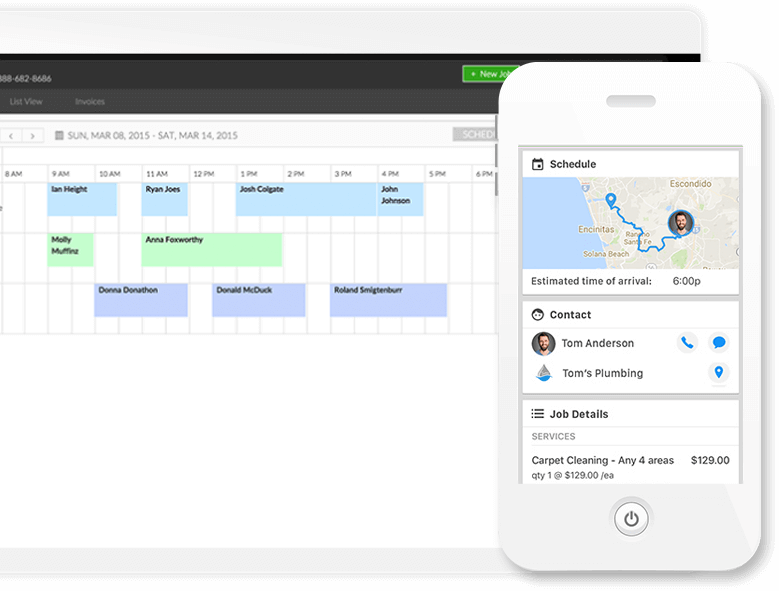 388-682-8686
+ New Job
List View Invoices
< > SUN, MAR 08, 2015 - SAT, MAR 14, 2015 SCHEDU
8 AM 9 AM 10 AM 11 AM 12 PM 1 PM 2 PM 3 PM 4 PM 5 PM 6 PM
Ian Height Ryan Joes Josh Colgate John
Johnson
Molly Anna Foxworthy
Muffinz
Donna Donathon Donald McDuck Roland Smigtenburr
Schedule
Escondido
Encinitas
Rancho
Santa Fe
Solana Beach
Estimated time of arrival: 6:00p
Contact
Tom Anderson
Tom's Plumbing
Job Details
SERVICES
Carpet Cleaning - Any 4 areas $129.00
qty 1 @ $129.00 /ea